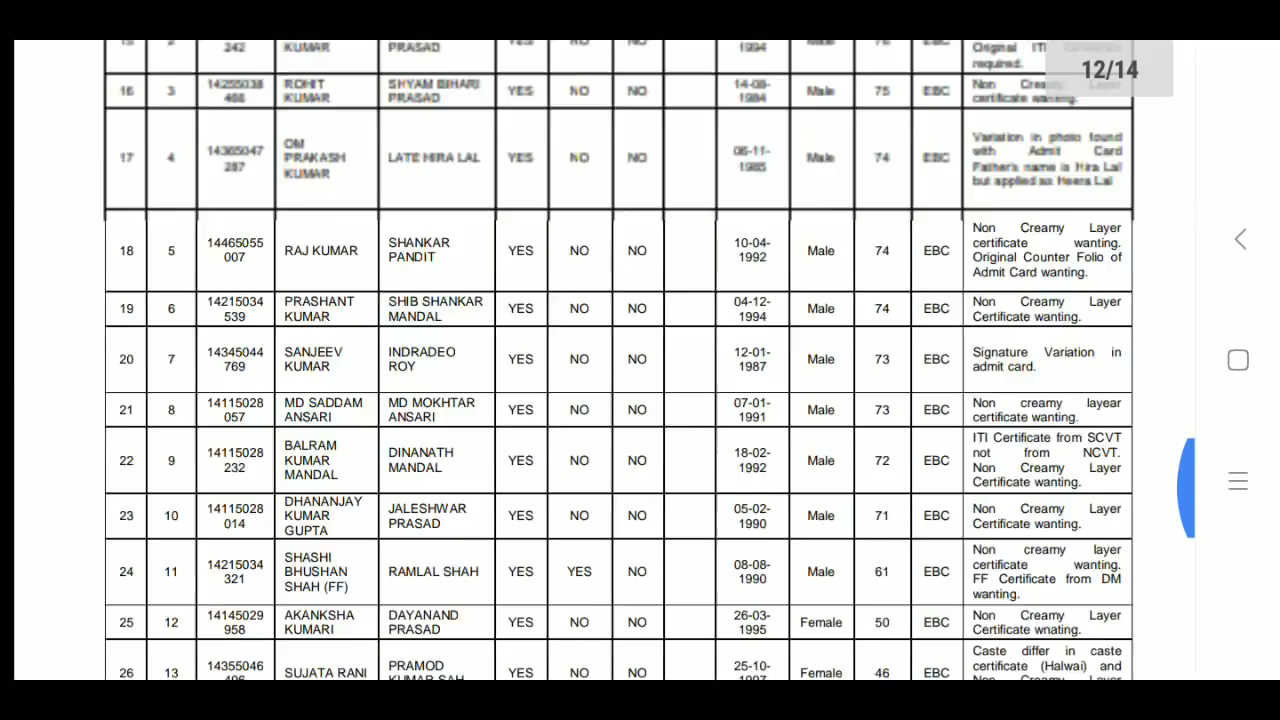 15 2 242 KUMAR PRASAD YES NO NO 1994 Male EBC
Original ITI Certificate
required.
12/14
16 3 14255038 466 ROHIT KUMAR SHYAM BIHARI PRASAD YES NO NO 14-08-1984 Male 75 EBC Non Creamy Layer
certificate wanting.
17 4 14365047 287 OM PRAKASH KUMAR LATE HIRA LAL YES NO NO 06-11-1985 Male 74 EBC Variation in photo found
with Admit Card
Father's name is Hira Lal
but applied as Heera Lal
18 5 14465055 007 RAJ KUMAR SHANKAR PANDIT YES NO NO 10-04-1992 Male 74 EBC Non Creamy Layer
certificate wanting.
Original Counter Folio of
Admit Card wanting.
19 6 14215034 539 PRASHANT KUMAR SHIB SHANKAR MANDAL YES NO NO 04-12-1994 Male 74 EBC Non Creamy Layer
Certificate wanting.
20 7 14345044 769 SANJEEV KUMAR INDRADEO ROY YES NO NO 12-01-1987 Male 73 EBC Signature Variation in
admit card.
21 8 14115028 057 MD SADDAM ANSARI MD MOKHTAR ANSARI YES NO NO 07-01-1991 Male 73 EBC Non creamy layear
certificate wanting.
22 9 14115028 232 BALRAM KUMAR MANDAL DINANATH MANDAL YES NO NO 18-02-1992 Male 72 EBC ITI Certificate from SCVT
not from NCVT.
Non Creamy Layer
Certificate wanting.
23 10 14115028 014 DHANANJAY KUMAR GUPTA JALESHWAR PRASAD YES NO NO 05-02-1990 Male 71 EBC Non Creamy Layer
Certificate wanting.
24 11 14215034 321 SHASHI BHUSHAN SHAH (FF) RAMLAL SHAH YES YES NO 08-08-1990 Male 61 EBC Non creamy layer
certificate wanting.
FF Certificate from DM
wanting.
25 12 14145029 958 AKANKSHA KUMARI DAYANAND PRASAD YES NO NO 26-03-1995 Female 50 EBC Non Creamy Layer
Certificate wnating.
26 13 14355046 SUJATA RANI PRAMOD KUMAR SAH YES NO NO 25-10- Female 46 EBC Caste differ in caste
certificate (Halwai) and
Non Creamy Layer